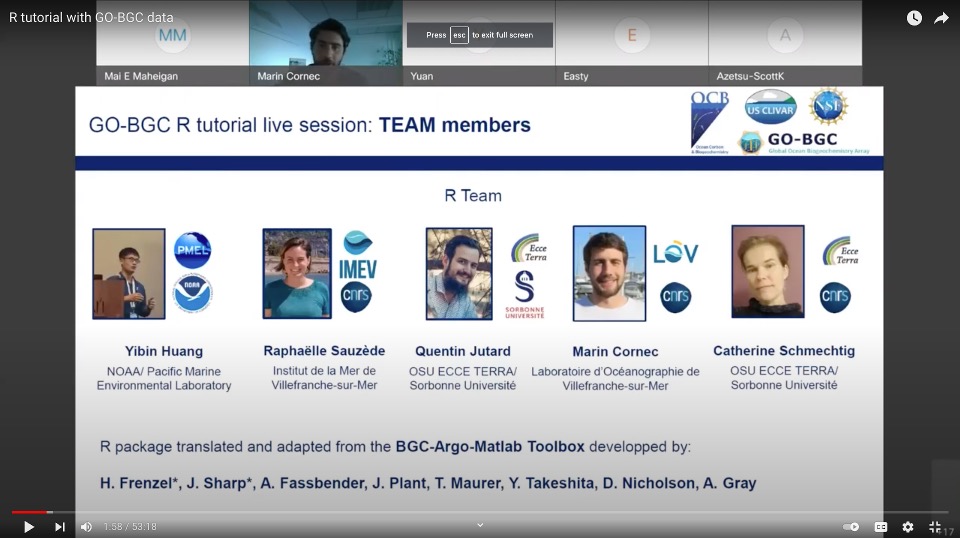 R tutorial with GO-BGC data
MM
Press esc to exit full screen
E
A
Mai E Maheigan
Marin Cornec
Yuan
Easty
Azetsu-ScottK
GO-BGC R tutorial live session: TEAM members
OCB
Ocean Carbon
& Biogeochemistry
US CLIVAR
NSF
GO-BGC
Global Ocean Biogeochemistry Array
R Team
PMEL
NOAA
IMEV
cnrs
Ecce
Terra
SORBONNE
UNIVERSITÉ
LOV
cnrs
Ecce
Terra
cnrs
Yibin Huang
NOAA/ Pacific Marine
Environmental Laboratory
Raphaëlle Sauzède
Institut de la Mer de
Villefranche-sur-Mer
Quentin Jutard
OSU ECCE TERRA/
Sorbonne Université
Marin Cornec
Laboratoire d'Océanographie de
Villefranche-sur-Mer
Catherine Schmechtig
OSU ECCE TERRA/
Sorbonne Université
R package translated and adapted from the BGC-Argo-Matlab Toolbox developped by:
H. Frenzel*, J. Sharp*, A. Fassbender, J. Plant, T. Maurer, Y. Takeshita, D. Nicholson, A. Gray
1:58 / 53:18
CC
17